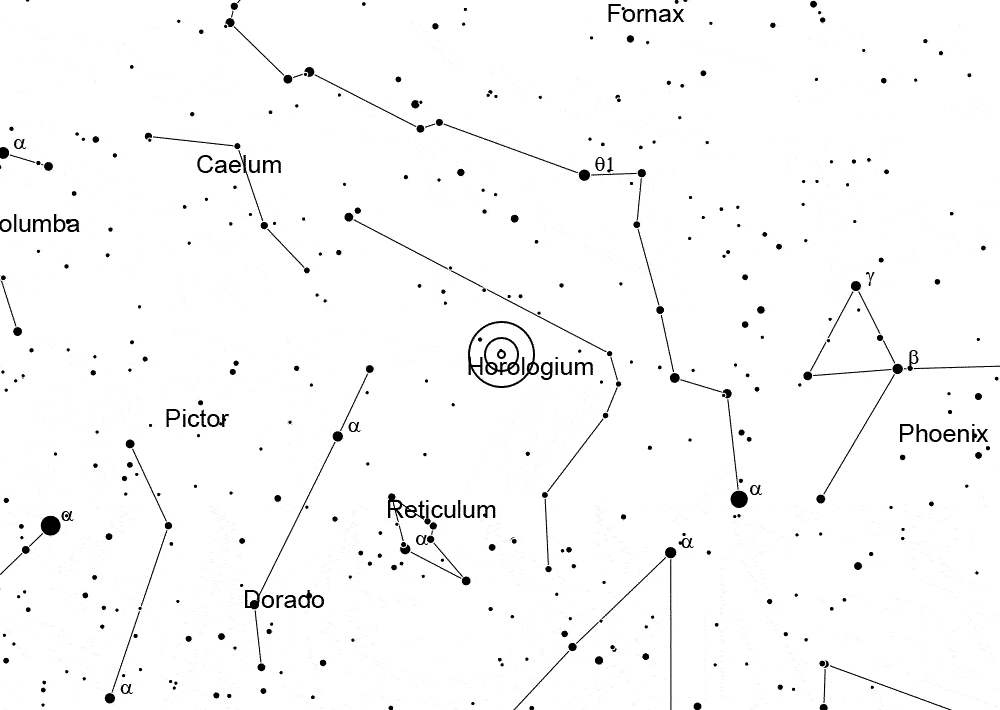 Fornax
α
Caelum
θ1
olumba
γ
Horologium
β
Pictor
α
Phoenix
α
α
Reticulum
α
α
Dorado
α